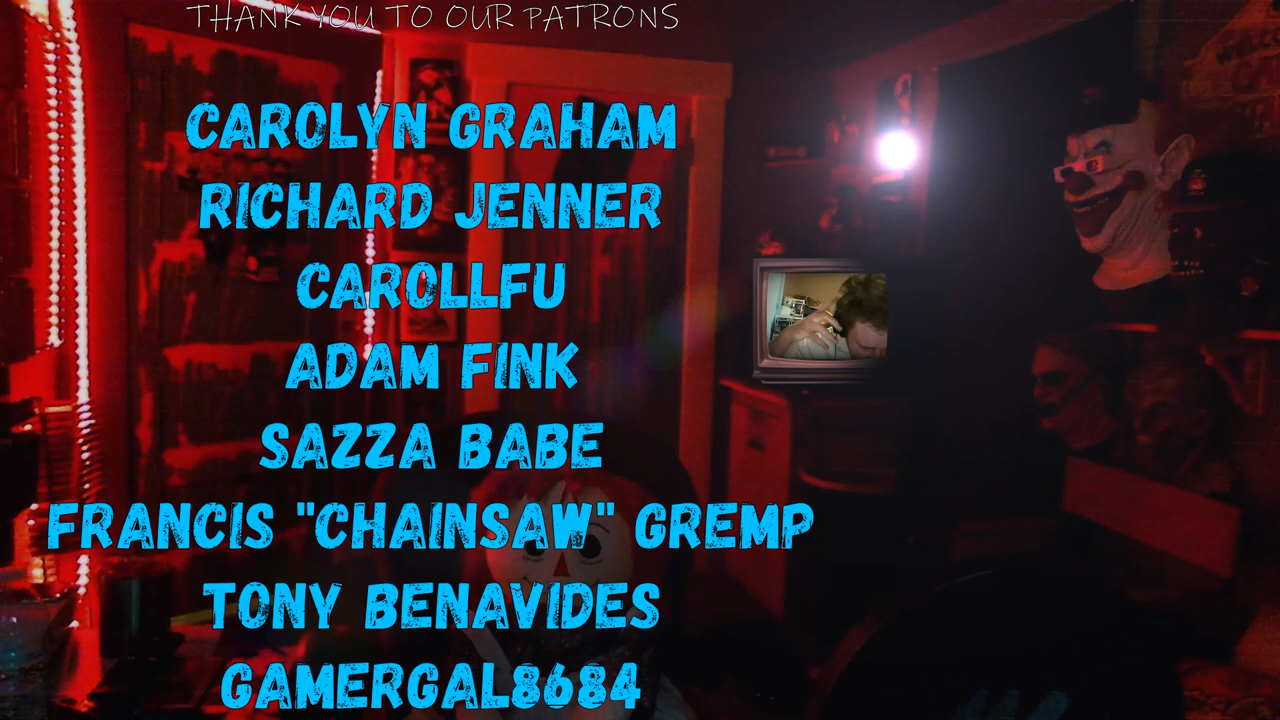 THANK YOU TO OUR PATRONS
CAROLYN GRAHAM
RICHARD JENNER
CAROLLFU
ADAM FINK
SAZZA BABE
FRANCIS "CHAINSAW" GREMP
TONY BENAVIDES
GAMERGAL8684